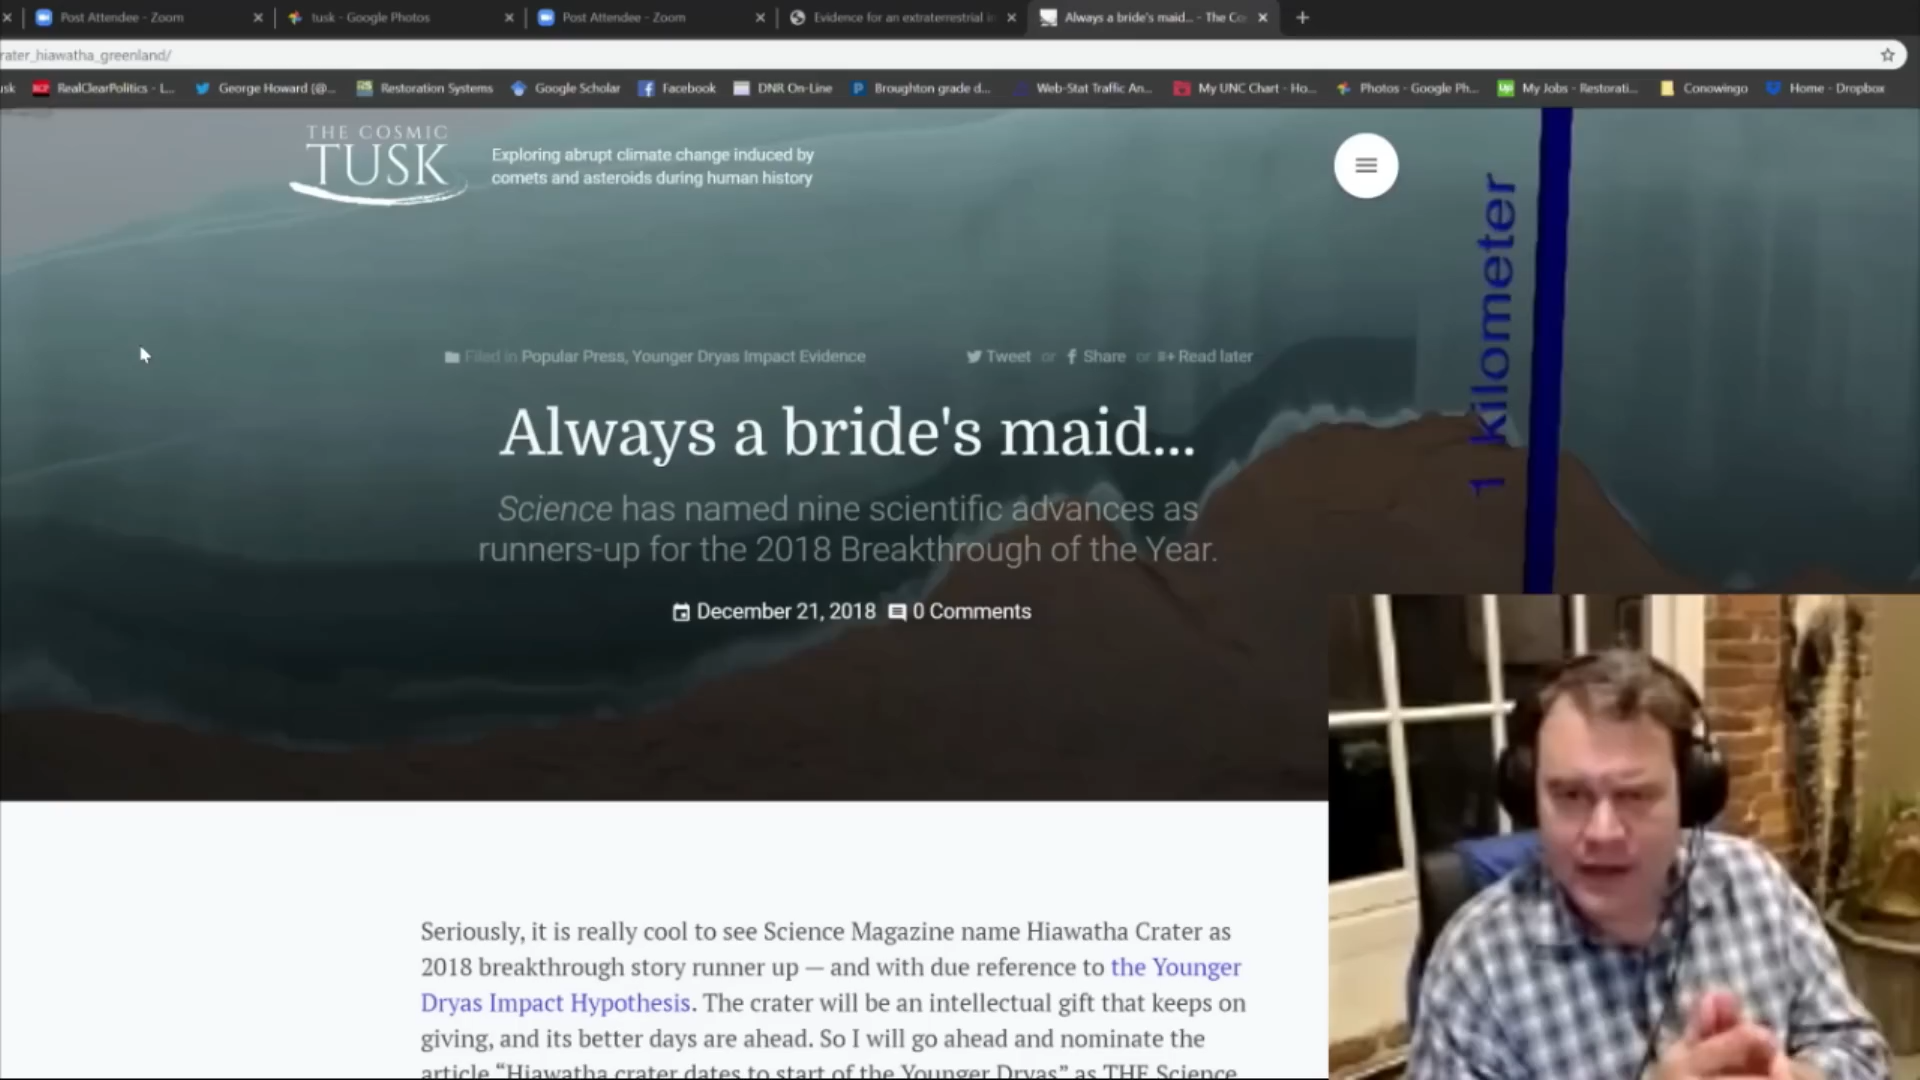 Post Attendee - Zoom
tusk - Google Photos
Post Attendee - Zoom
Evidence for an extraterrestrial
Always a bride's maid... - The Co
rater_hiawatha_greenland/
usk
RealClearPolitics - L...
George Howard (@...
Restoration Systems
Google Scholar
Facebook
DNR On-Line
Broughton grade d...
Web-Stat Traffic An...
My UNC Chart - Ho...
Photos - Google Ph...
My Jobs - Restorati...
Conowingo
Home - Dropbox
THE COSMIC
TUSK
Exploring abrupt climate change induced by
comets and asteroids during human history
1 kilometer
Filed in Popular Press, Younger Dryas Impact Evidence
Tweet or Share or Read later
Always a bride's maid...
Science has named nine scientific advances as
runners-up for the 2018 Breakthrough of the Year.
December 21, 2018 0 Comments
Seriously, it is really cool to see Science Magazine name Hiawatha Crater as
2018 breakthrough story runner up — and with due reference to the Younger
Dryas Impact Hypothesis. The crater will be an intellectual gift that keeps on
giving, and its better days are ahead. So I will go ahead and nominate the
article “Hiawatha crater dates to start of the Younger Dryas” as THE Science